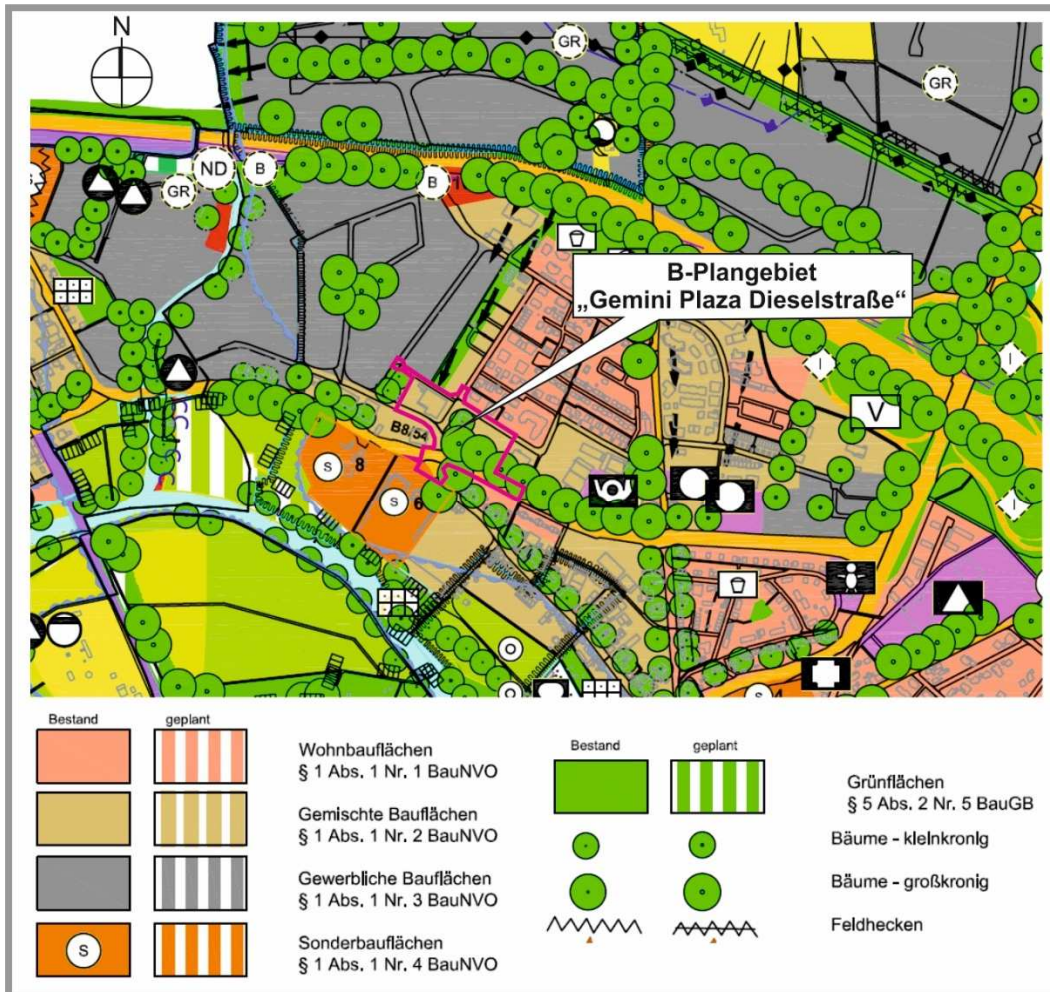 N
GR
GR
ND
B
GR
B
1
B-Plangebiet
„Gemini Plaza Dieselstraße“
I
I
V
B8/54
S
8
S
6
I
O
O
S
Bestand
geplant
Wohnbauflächen
§ 1 Abs. 1 Nr. 1 BauNVO
Gemischte Bauflächen
§ 1 Abs. 1 Nr. 2 BauNVO
Gewerbliche Bauflächen
§ 1 Abs. 1 Nr. 3 BauNVO
S
Sonderbauflächen
§ 1 Abs. 1 Nr. 4 BauNVO
Bestand
geplant
Grünflächen
§ 5 Abs. 2 Nr. 5 BauGB
Bäume - kleinkronig
Bäume - großkronig
Feldhecken